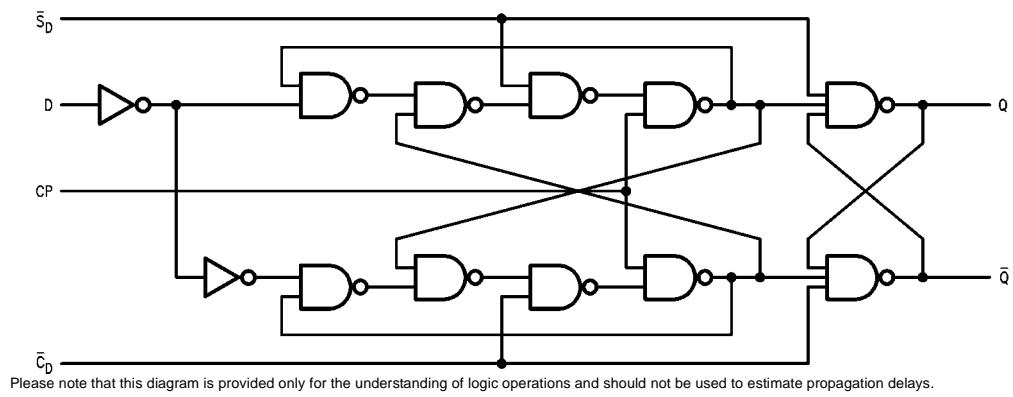 S̄D
D
Q
CP
Q̄
C̄D
Please note that this diagram is provided only for the understanding of logic operations and should not be used to estimate propagation delays.